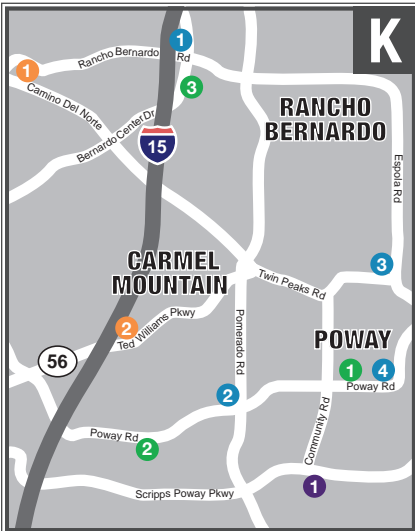 K
1
Rancho Bernardo Rd
1
Camino Del Norte
3
Bernardo Center Dr
RANCHO
BERNARDO
15
Espola Rd
CARMEL
MOUNTAIN
3
Twin Peaks Rd
2
Ted Williams Pkwy
Pomerado Rd
POWAY
56
1
4
2
Poway Rd
Community Rd
Poway Rd
2
1
Scripps Poway Pkwy